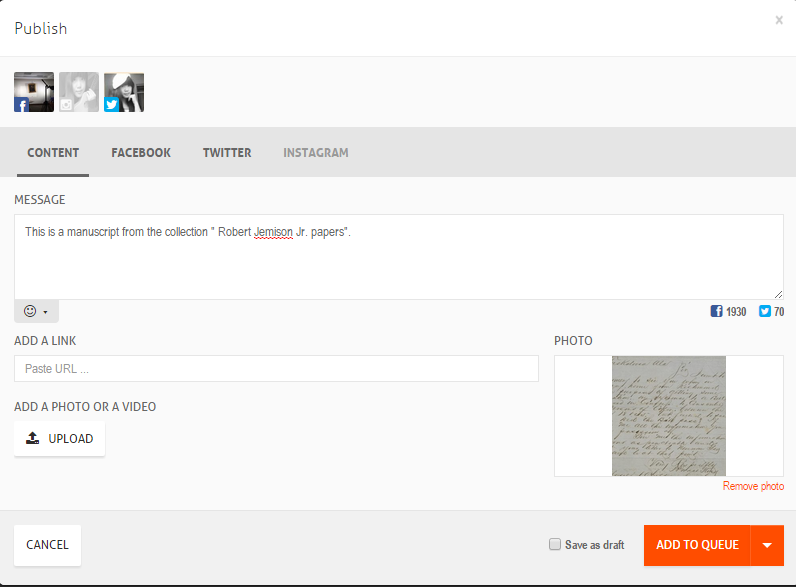 Publish
x
CONTENT FACEBOOK TWITTER INSTAGRAM
MESSAGE
This is a manuscript from the collection " Robert Jemison Jr. papers".
1930 70
ADD A LINK
Paste URL ...
PHOTO
ADD A PHOTO OR A VIDEO
UPLOAD
Remove photo
CANCEL
Save as draft
ADD TO QUEUE